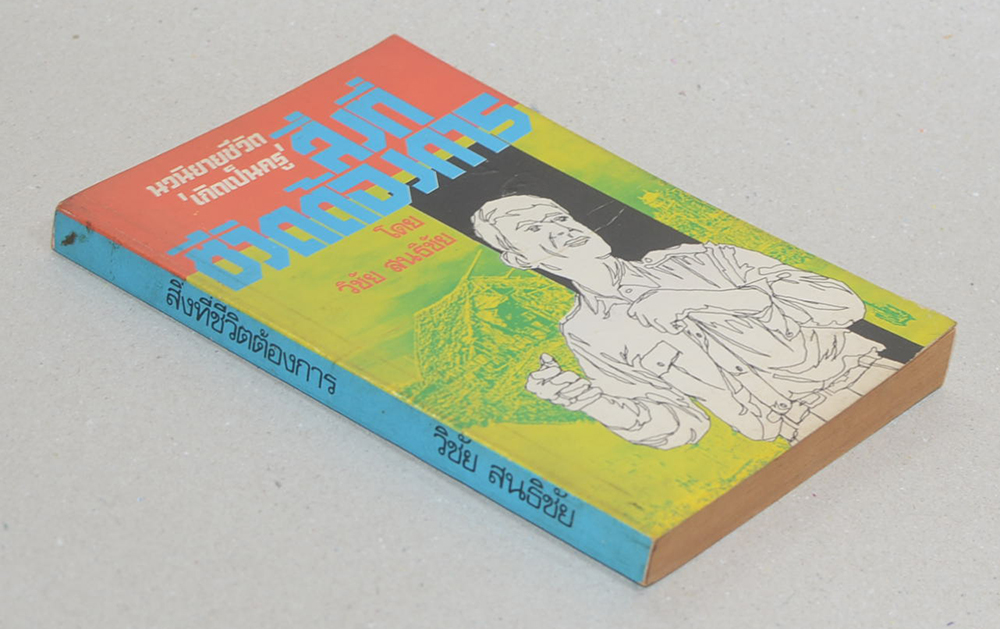 นวนิยายชีวิต
'เกิดเป็นครู'
สิ่งที่
ชีวิตต้องการ
โดย
วิชัย สนธิชัย
สิ่งที่ชีวิตต้องการ วิชัย สนธิชัย